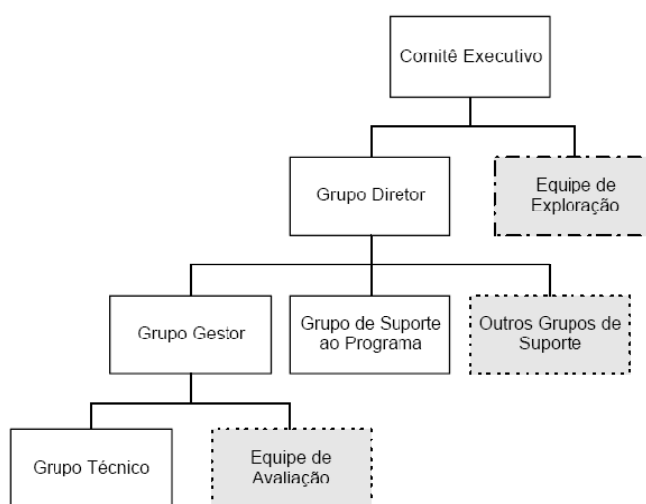 Comitê Executivo
Grupo Diretor
Equipe de
Exploração
Grupo Gestor
Grupo de Suporte
ao Programa
Outros Grupos de
Suporte
Grupo Técnico
Equipe de
Avaliação